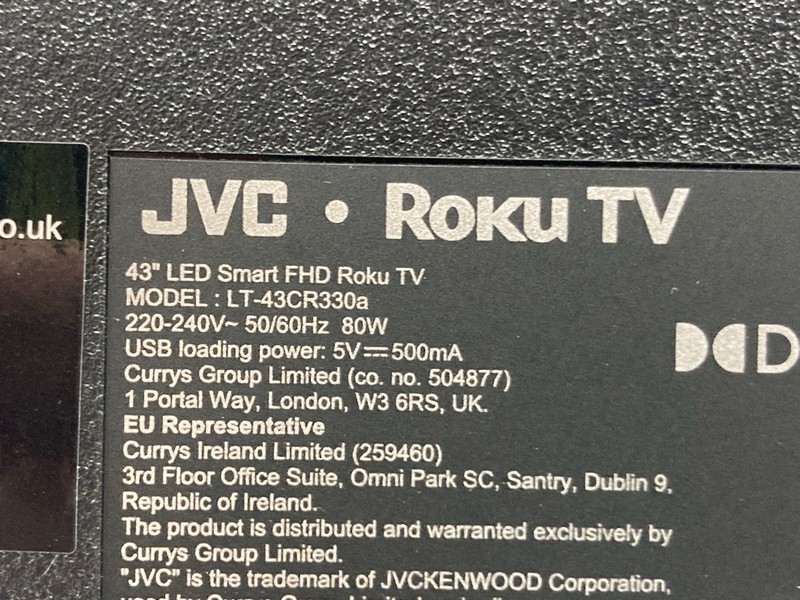 o.uk
JVC • ROKU TV
43" LED Smart FHD Roku TV
MODEL : LT-43CR330a
220-240V~ 50/60Hz 80W
USB loading power: 5V⎓500mA
Currys Group Limited (co. no. 504877)
1 Portal Way, London, W3 6RS, UK.
EU Representative
Currys Ireland Limited (259460)
3rd Floor Office Suite, Omni Park SC, Santry, Dublin 9,
Republic of Ireland.
The product is distributed and warranted exclusively by
Currys Group Limited.
"JVC" is the trademark of JVCKENWOOD Corporation,
D